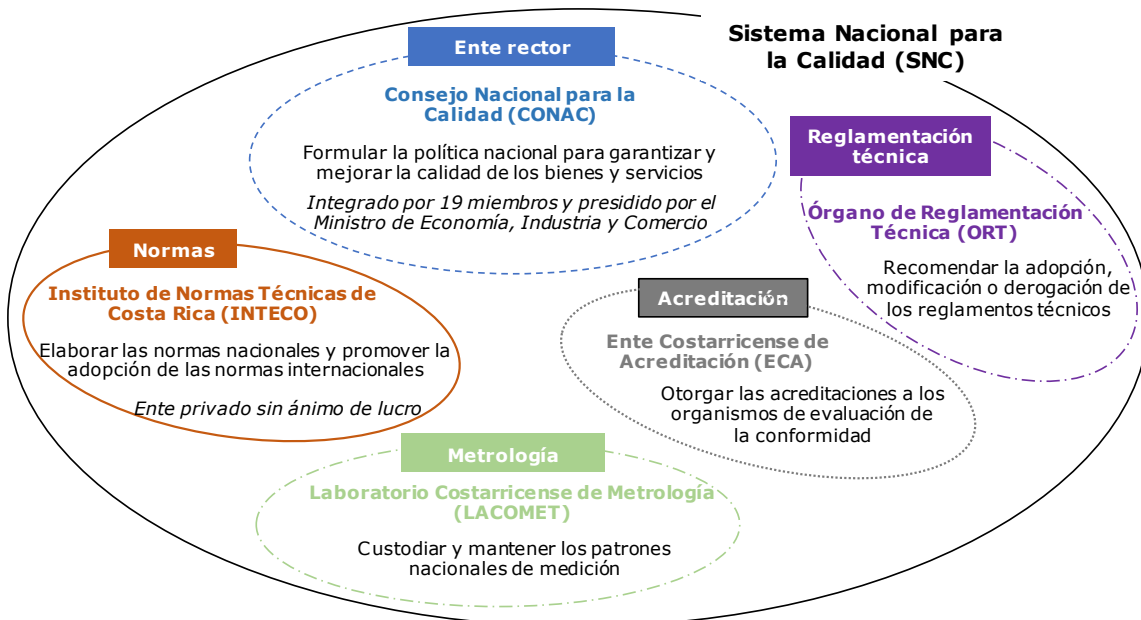 Sistema Nacional para
la Calidad (SNC)
Ente rector
Consejo Nacional para la
Calidad (CONAC)
Formular la política nacional para garantizar y
mejorar la calidad de los bienes y servicios
Integrado por 19 miembros y presidido por el
Ministro de Economía, Industria y Comercio
Reglamentación
técnica
Órgano de Reglamentación
Técnica (ORT)
Recomendar la adopción,
modificación o derogación de
los reglamentos técnicos
Normas
Instituto de Normas Técnicas de
Costa Rica (INTECO)
Elaborar las normas nacionales y promover la
adopción de las normas internacionales
Ente privado sin ánimo de lucro
Acreditación
Ente Costarricense de
Acreditación (ECA)
Otorgar las acreditaciones a los
organismos de evaluación de
la conformidad
Metrología
Laboratorio Costarricense de Metrología
(LACOMET)
Custodiar y mantener los patrones
nacionales de medición